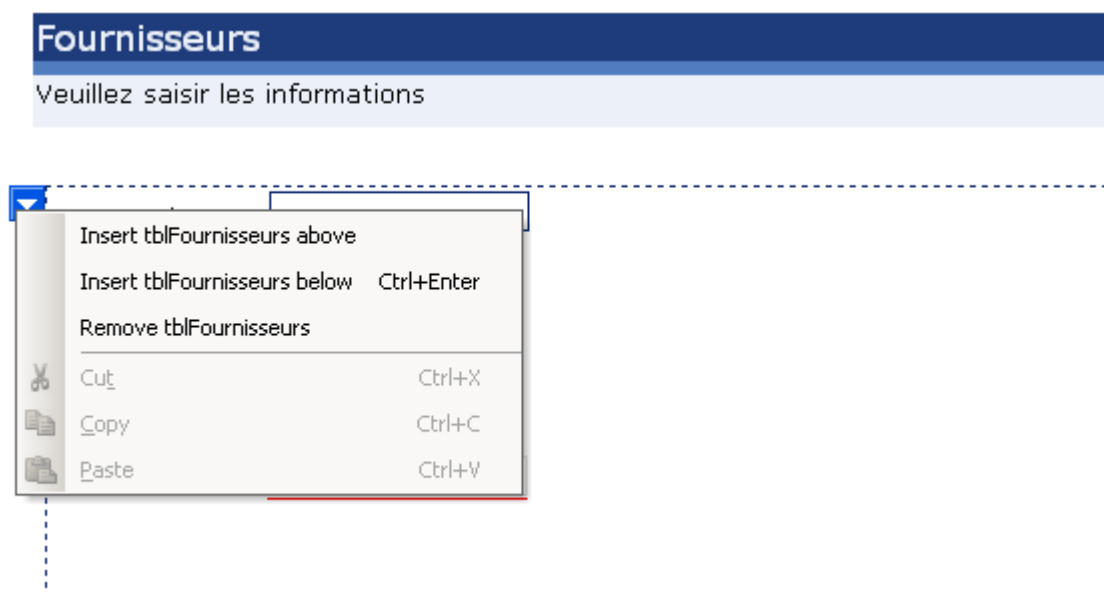 Fournisseurs
Veuillez saisir les informations
Insert tblFournisseurs above
Insert tblFournisseurs below Ctrl+Enter
Remove tblFournisseurs
Cut Ctrl+X
Copy Ctrl+C
Paste Ctrl+V